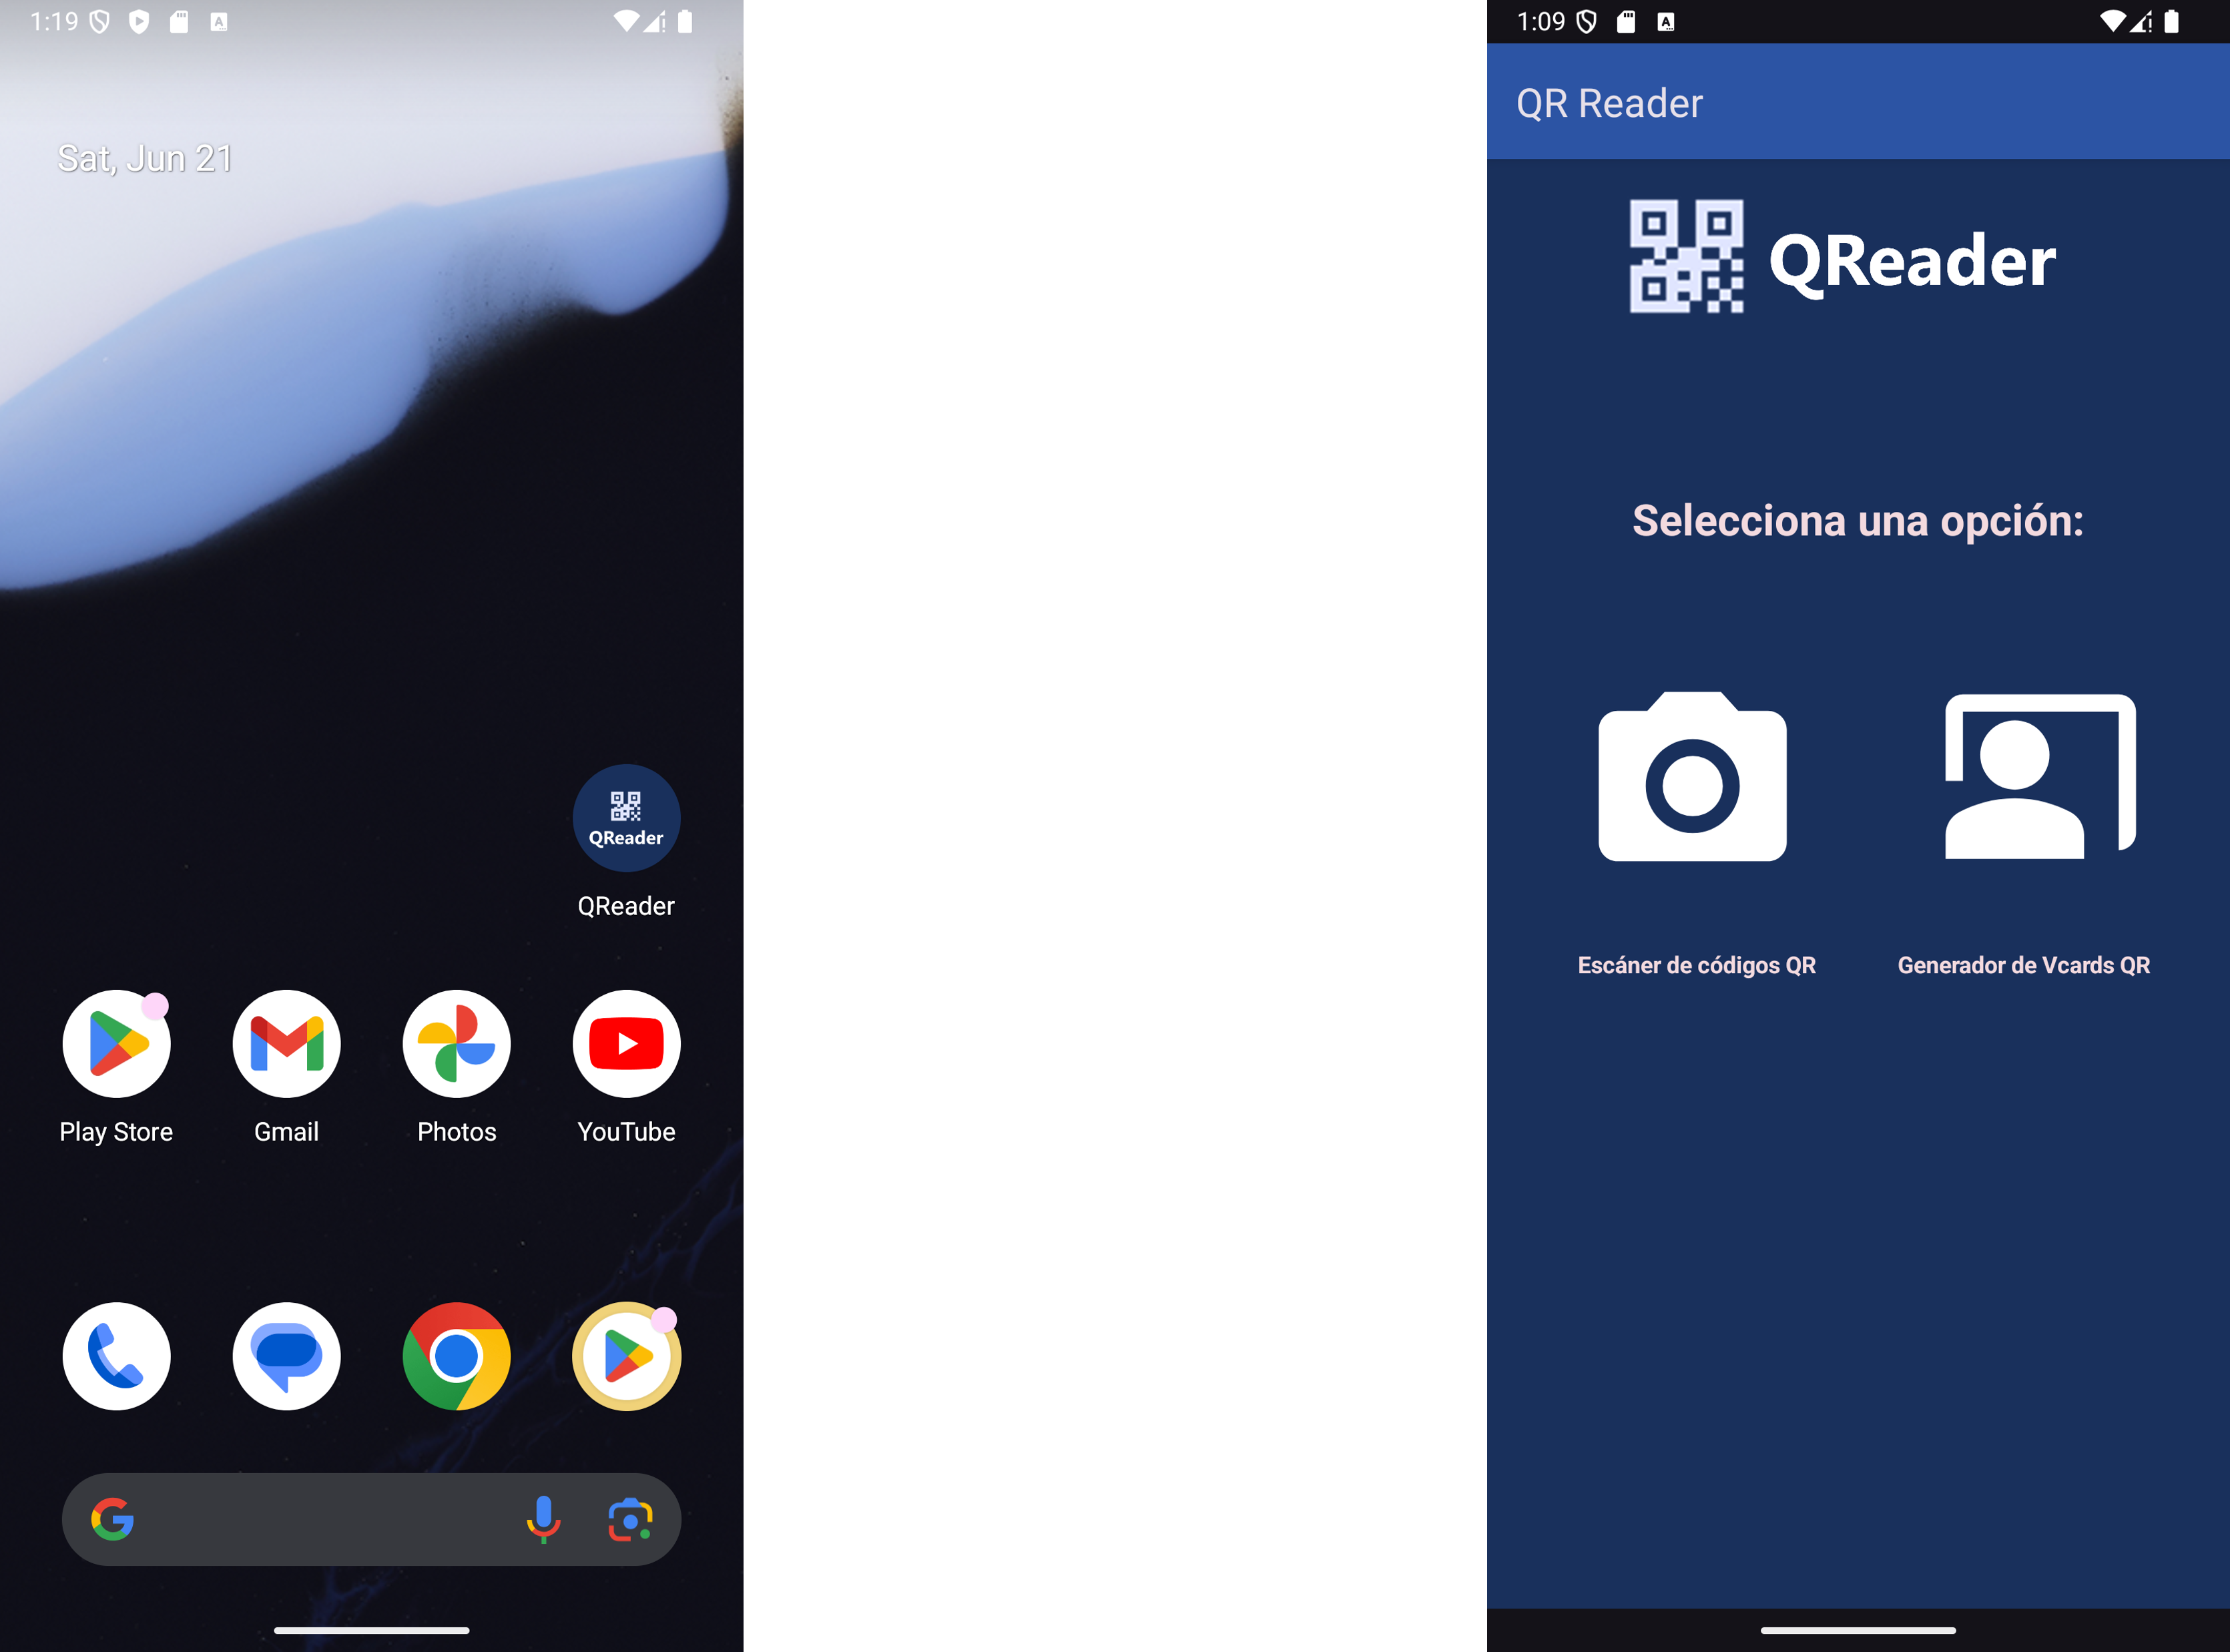 1:19
Sat, Jun 21
QReader
QReader
Play Store
Gmail
Photos
YouTube
1:09
QR Reader
QReader
Selecciona una opción:
Escáner de códigos QR
Generador de Vcards QR